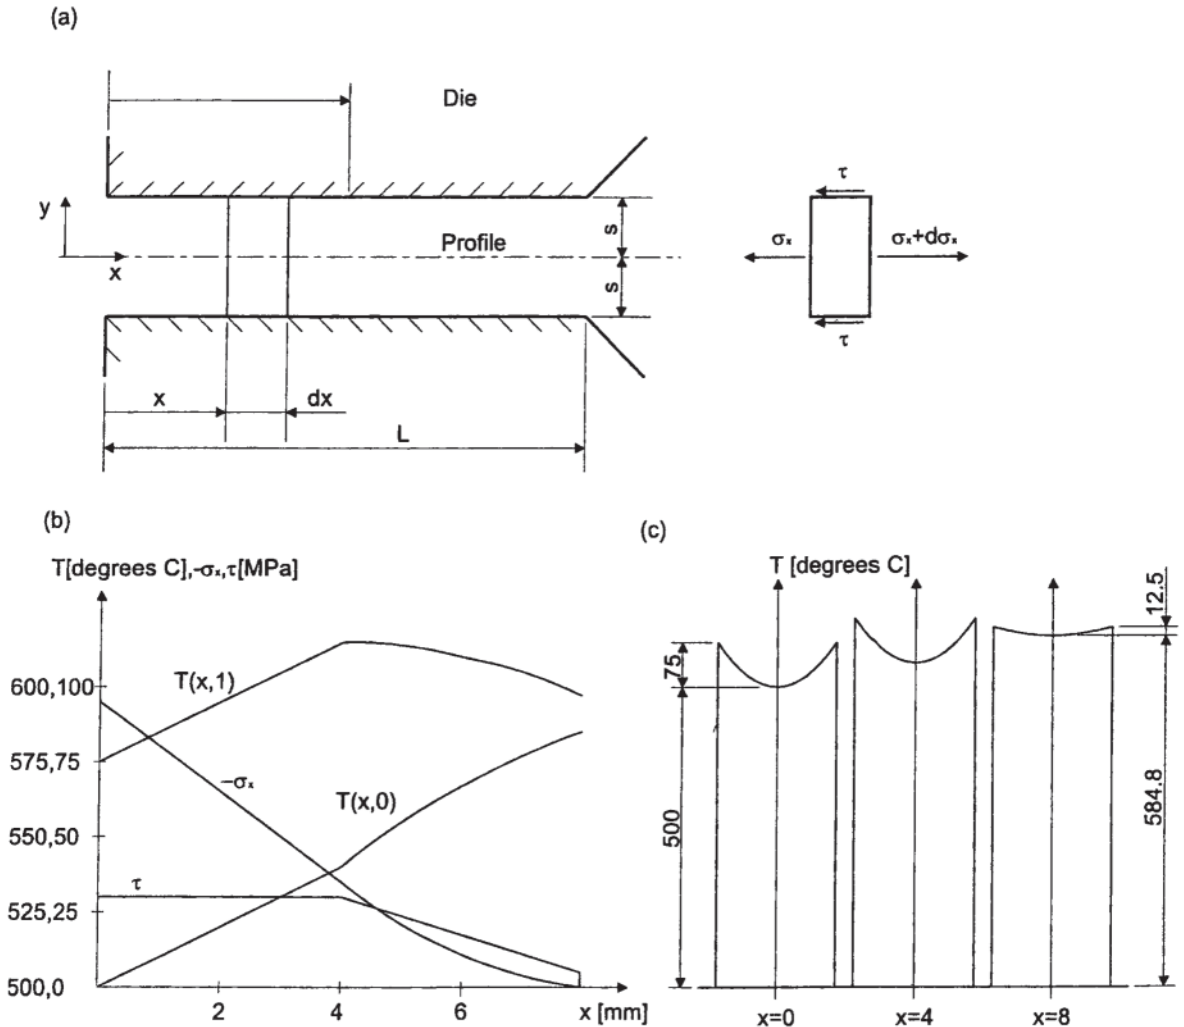 (a)
Die
y
s
τ
Profile
σₓ
σₓ+dσₓ
x
s
τ
x
dx
L
(b)
(c)
T[degrees C],-σₓ,τ[MPa]
T [degrees C]
12.5
600,100
T(x,1)
75
575,75
-σₓ
T(x,0)
550,50
500
584.8
τ
525,25
500,0
2
4
6
x [mm]
x=0
x=4
x=8